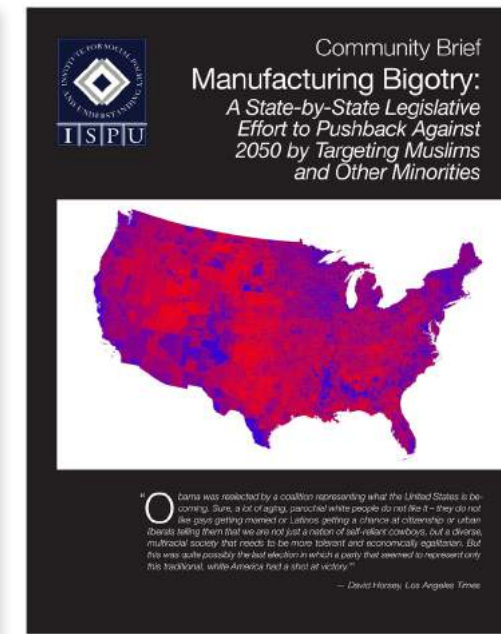 INSTITUTE FOR SOCIAL POLICY
AND UNDERSTANDING
ISPU
Community Brief
Manufacturing Bigotry:
A State-by-State Legislative
Effort to Pushback Against
2050 by Targeting Muslims
and Other Minorities
"Obama was reelected by a coalition representing what the United States is be-
coming. Sure, a lot of aging, parochial white people do not like it – they do not
like gays getting married or Latinos getting a chance at citizenship or urban
liberals telling them that we are not just a nation of self-reliant cowboys, but a diverse,
multiracial society that needs to be more tolerant and economically egalitarian. But
this was quite possibly the last election in which a party that seemed to represent only
this traditional, white America had a shot at victory."
— David Horsey, Los Angeles Times